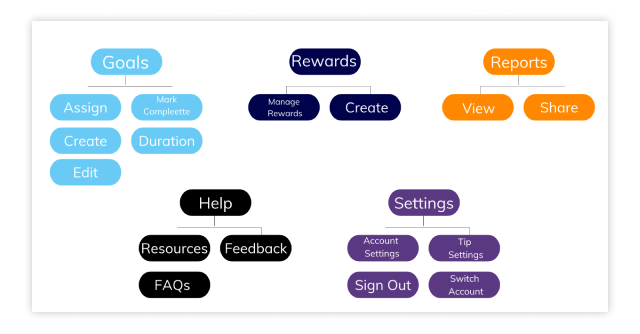 Goals
Assign
Mark
Compleette
Create
Duration
Edit
Rewards
Manage
Rewards
Create
Reports
View
Share
Help
Resources
Feedback
FAQs
Settings
Account
Settings
Tip
Settings
Sign Out
Switch
Account